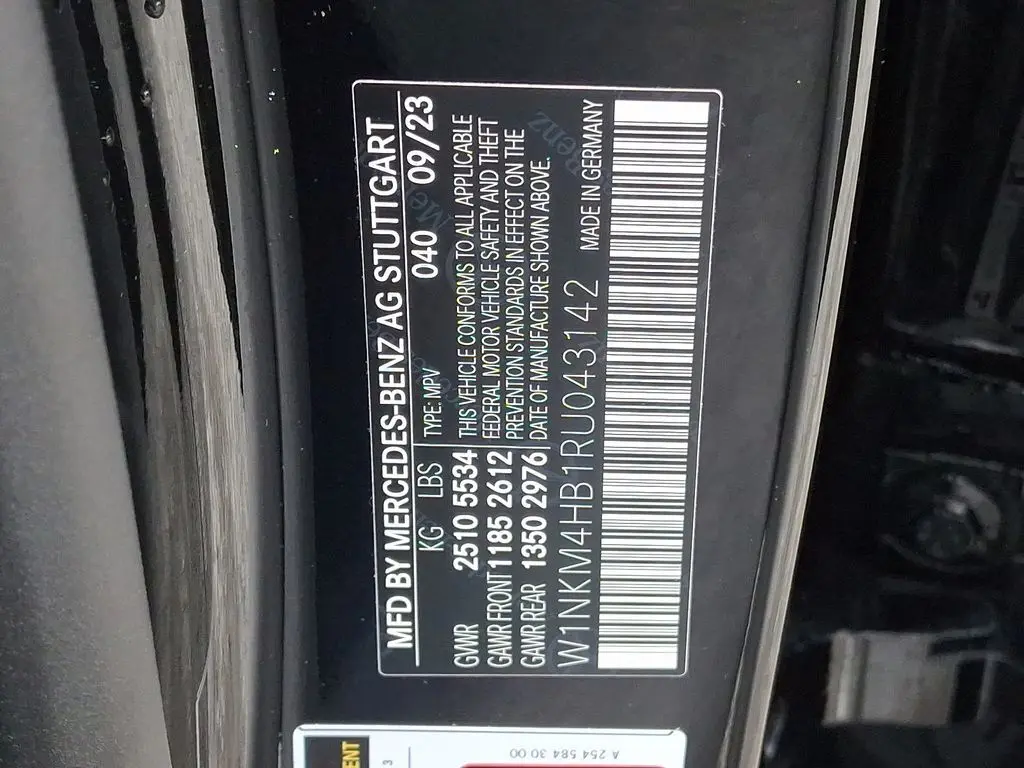 MFD BY MERCEDES-BENZ AG STUTTGART
KG LBS 040 09/23
TYPE: MPV
GVWR 2510 5534
GAWR FRONT 1185 2612
GAWR REAR 1350 2976
THIS VEHICLE CONFORMS TO ALL APPLICABLE
FEDERAL MOTOR VEHICLE SAFETY AND THEFT
PREVENTION STANDARDS IN EFFECT ON THE
DATE OF MANUFACTURE SHOWN ABOVE.
W1NKM4HB1RU043142 MADE IN GERMANY
A 254 584 30 00